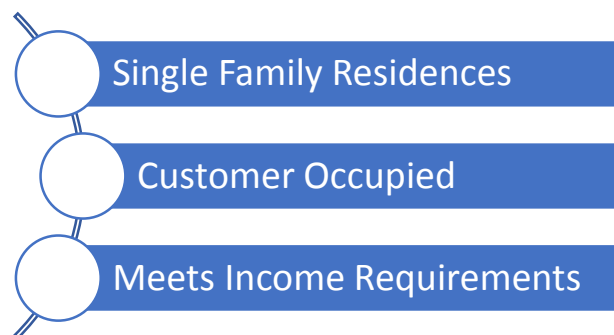 Single Family Residences
Customer Occupied
Meets Income Requirements